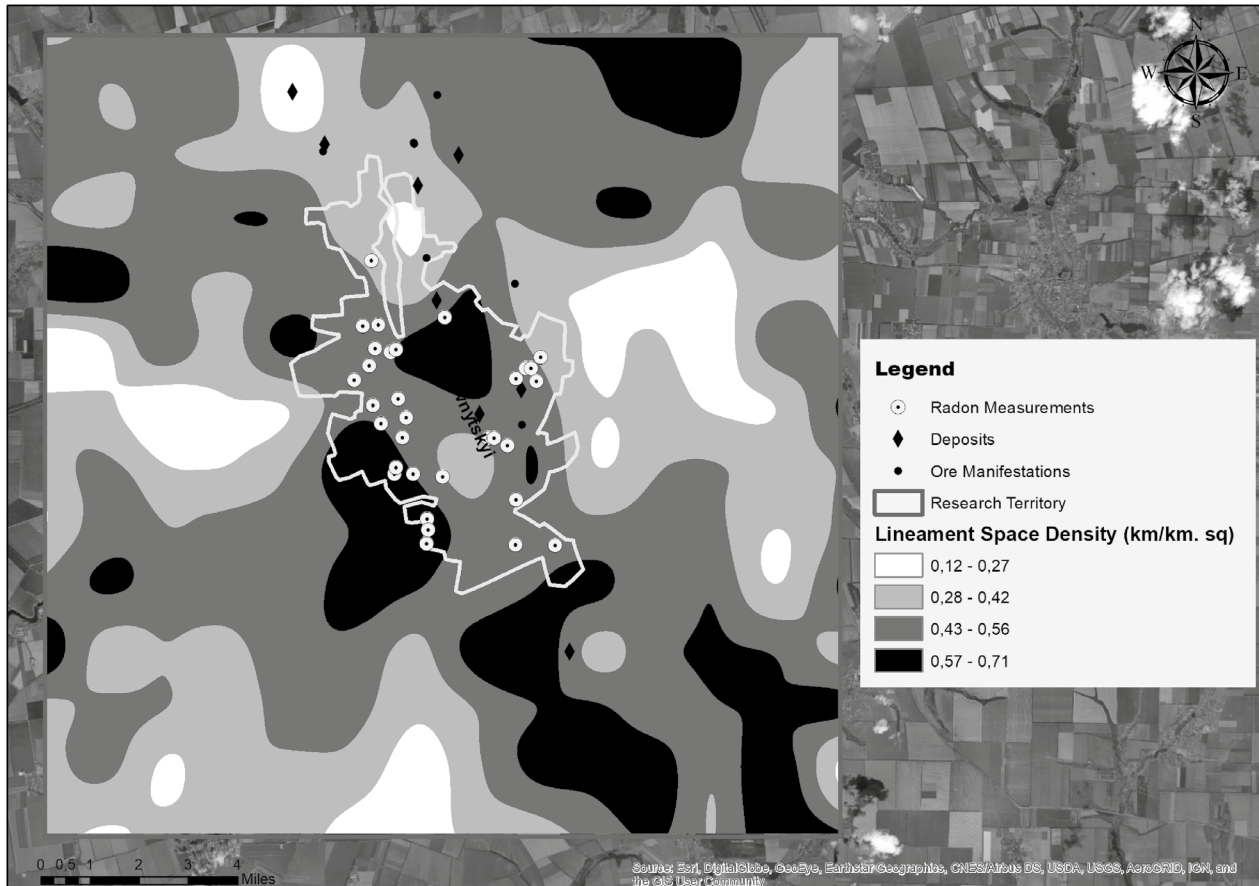 N
W E
S
wnytskyi
Legend
Radon Measurements
Deposits
Ore Manifestations
Research Territory
Lineament Space Density (km/km. sq)
0,12 - 0,27
0,28 - 0,42
0,43 - 0,56
0,57 - 0,71
0 0,5 1 2 3 4
Miles
Source: Esri, DigitalGlobe, GeoEye, Earthstar Geographics, CNES/Airbus DS, USDA, USGS, AeroGRID, IGN, and
the GIS User Community